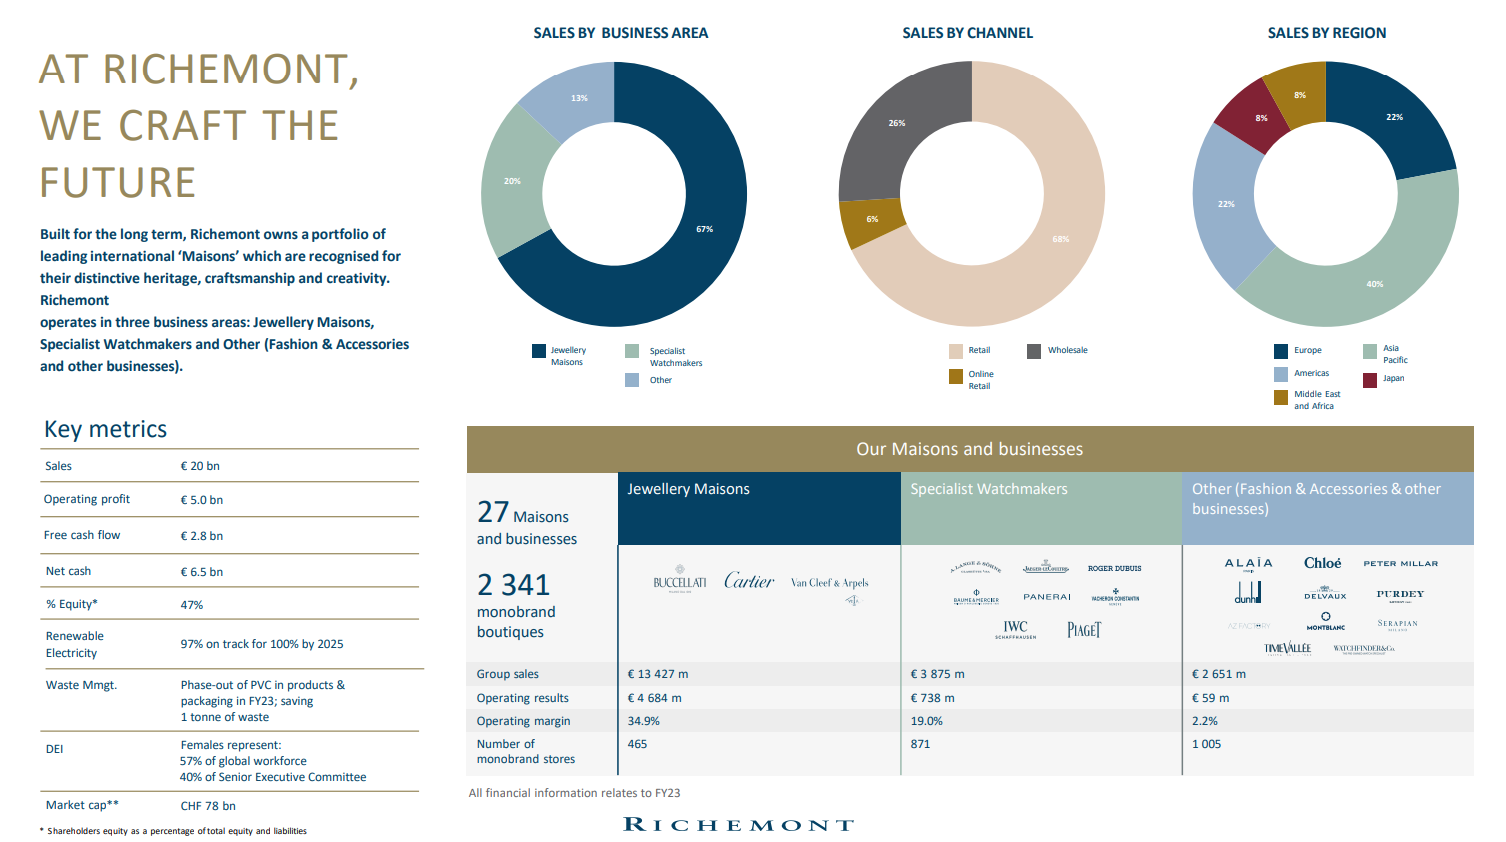 AT RICHEMONT,
WE CRAFT THE
FUTURE
Built for the long term, Richemont owns a portfolio of
leading international ‘Maisons’ which are recognised for
their distinctive heritage, craftsmanship and creativity.
Richemont
operates in three business areas: Jewellery Maisons,
Specialist Watchmakers and Other (Fashion & Accessories
and other businesses).
Key metrics
Sales € 20 bn
Operating profit € 5.0 bn
Free cash flow € 2.8 bn
Net cash € 6.5 bn
% Equity* 47%
Renewable
Electricity
97% on track for 100% by 2025
Waste Mmgt.
Phase-out of PVC in products &
packaging in FY23; saving
1 tonne of waste
DEI
Females represent:
57% of global workforce
40% of Senior Executive Committee
Market cap** CHF 78 bn
* Shareholders equity as a percentage of total equity and liabilities
SALES BY BUSINESS AREA
13%
20%
67%
Jewellery
Maisons
Specialist
Watchmakers
Other
SALES BY CHANNEL
26%
6%
68%
Retail
Wholesale
Online
Retail
SALES BY REGION
8%
8%
22%
22%
40%
Europe
Asia
Pacific
Americas
Japan
Middle East
and Africa
Our Maisons and businesses
27 Maisons
and businesses
2 341
monobrand
boutiques
Jewellery Maisons
Specialist Watchmakers
Other (Fashion & Accessories & other
businesses)
BUCCELLATI
Cartier
Van Cleef & Arpels
A. LANGE & SÖHNE
JAEGER-LECOULTRE
ROGER DUBUIS
BAUME & MERCIER
PANERAI
VACHERON CONSTANTIN
IWC
SCHAFFHAUSEN
PIAGET
ALAÏA
Chloé
PETER MILLAR
dunhill
DELVAUX
PURDEY
AZ FACTORY
MONTBLANC
SERAPIAN
TIMEVALLÉE
WATCHFINDER&Co.
Group sales € 13 427 m € 3 875 m € 2 651 m
Operating results € 4 684 m € 738 m € 59 m
Operating margin 34.9% 19.0% 2.2%
Number of
monobrand stores
465 871 1 005
All financial information relates to FY23
RICHEMONT